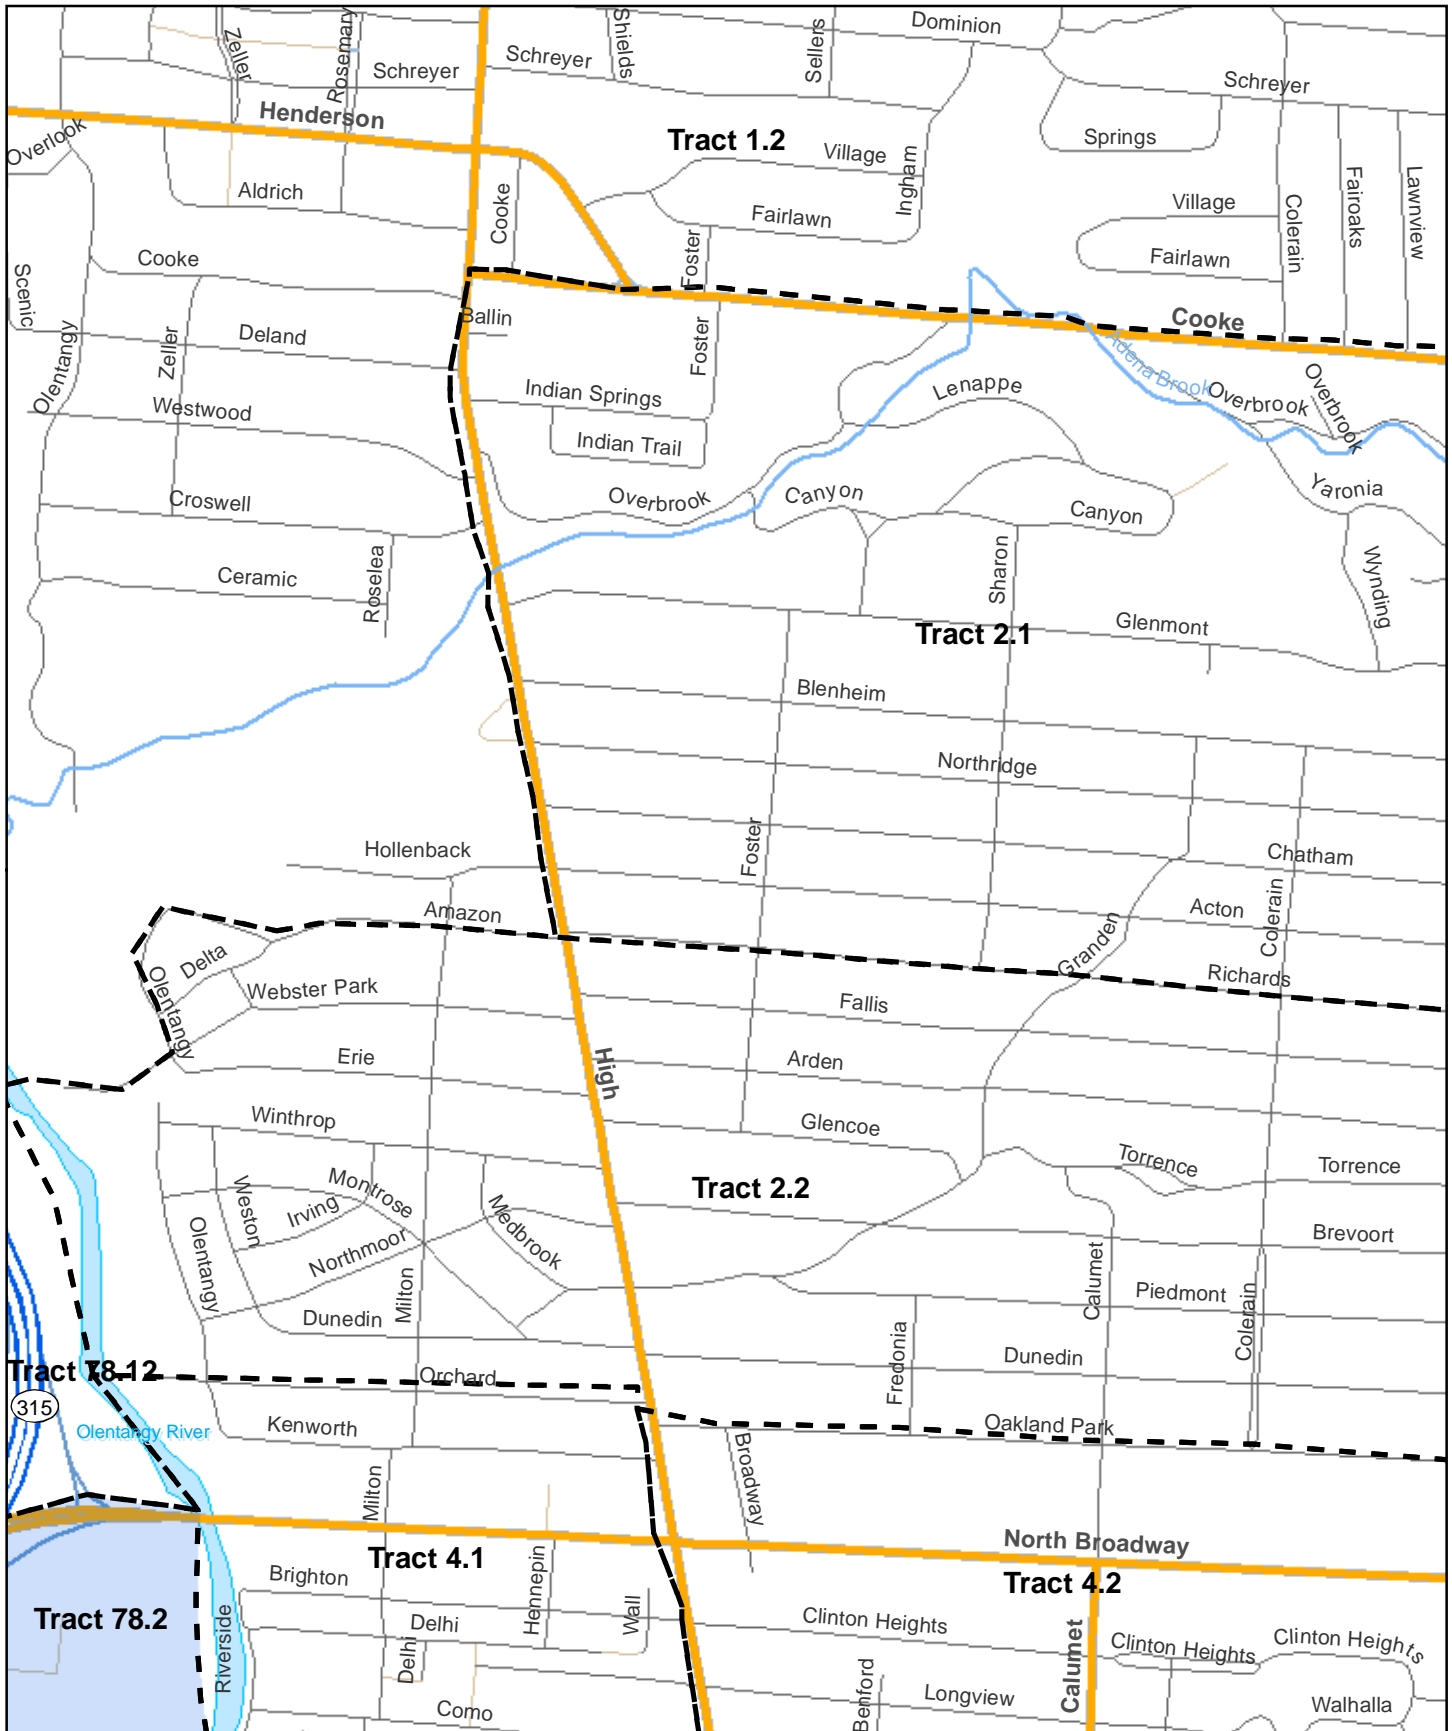 Dominion
Zeller
Rosemary
Schreyer
Schreyer
Shields
Sellers
Schreyer
Henderson
Overlook
Tract 1.2
Village
Ingham
Springs
Aldrich
Cooke
Fairlawn
Foster
Village
Fairlawn
Colerain
Fairoaks
Lawnview
Cooke
Scenic
Olentangy
Zeller
Deland
Ballin
Foster
Cooke
Adena Brook
Westwood
Indian Springs
Indian Trail
Lenappe
Overbrook
Overbrook
Croswell
Overbrook
Canyon
Canyon
Yaronia
Ceramic
Roselea
Sharon
Wynding
Glenmont
Tract 2.1
Blenheim
Northridge
Foster
Hollenback
Chatham
Amazon
Acton
Colerain
Granden
Delta
Olentangy
Webster Park
Richards
Fallis
Erie
High
Arden
Winthrop
Glencoe
Torrence
Torrence
Weston
Montrose
Irving
Medbrook
Tract 2.2
Olentangy
Northmoor
Brevoort
Milton
Calumet
Piedmont
Colerain
Dunedin
Fredonia
Dunedin
Tract 78.12
Orchard
315
Olentangy River
Kenworth
Oakland Park
Milton
Broadway
North Broadway
Tract 4.1
Tract 4.2
Brighton
Hennepin
Tract 78.2
Riverside
Delhi
Delhi
Wall
Clinton Heights
Calumet
Clinton Heights
Clinton Heights
Benford
Longview
Walhalla
Como